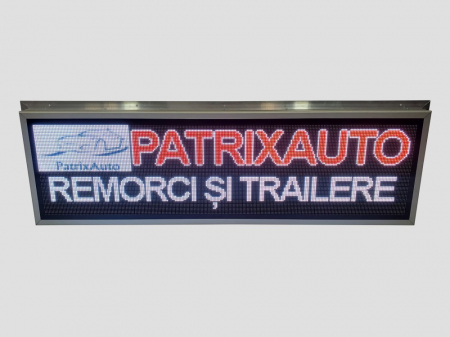 PATRIXAUTO
PatrixAuto
REMORCI ȘI TRAILERE